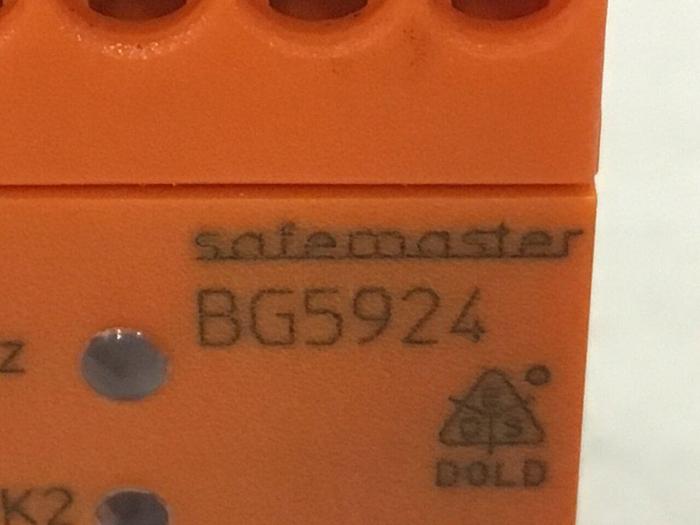 safemaster
BG5924
z
E
D S
DOLD
K2